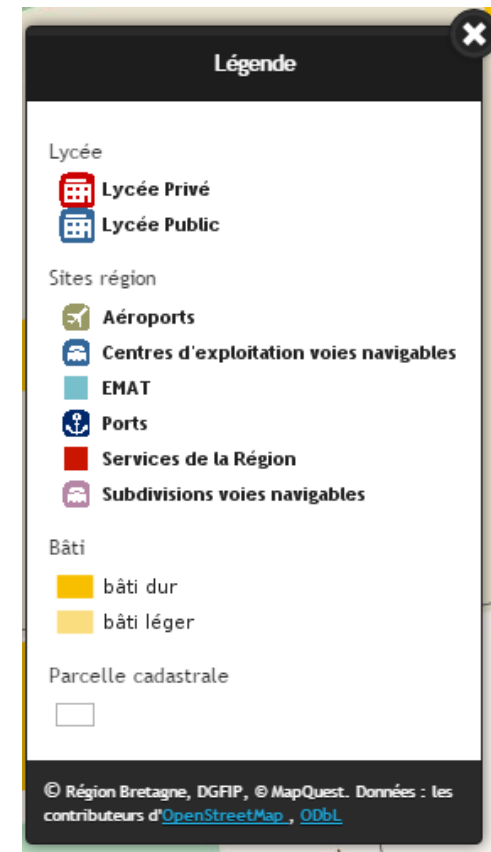 Légende
Lycée
Lycée Privé
Lycée Public
Sites région
Aéroports
Centres d'exploitation voies navigables
EMAT
Ports
Services de la Région
Subdivisions voies navigables
Bâti
bâti dur
bâti léger
Parcelle cadastrale
© Région Bretagne, DGFIP, © MapQuest. Données : les
contributeurs d'OpenStreetMap , ODbL